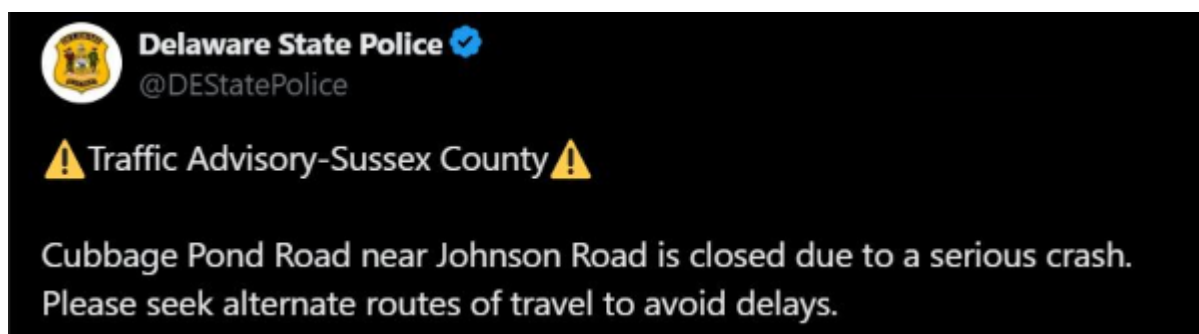 Delaware State Police
@DEStatePolice
⚠️Traffic Advisory-Sussex County⚠️
Cubbage Pond Road near Johnson Road is closed due to a serious crash.
Please seek alternate routes of travel to avoid delays.